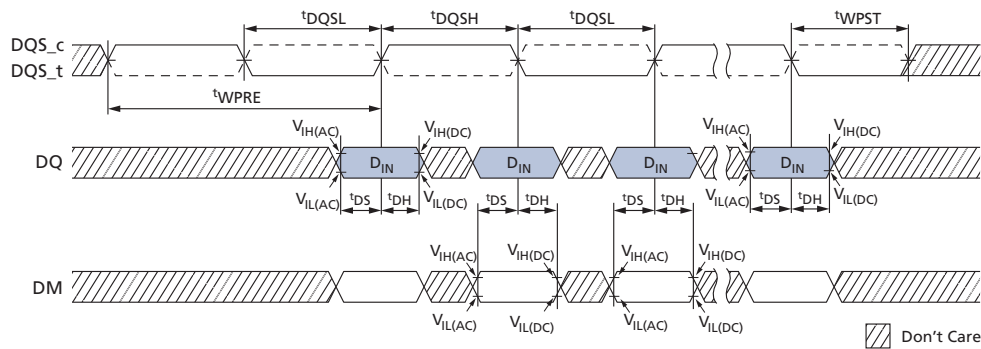 tDQSL tDQSH tDQSL tWPST
DQS_c
DQS_t
tWPRE
VIH(AC) VIH(DC) VIH(AC) VIH(DC)
DQ DIN DIN DIN DIN
VIL(AC) tDS tDH VIL(DC) tDS tDH tDS tDH VIL(AC) tDS tDH VIL(DC)
VIH(AC) VIH(DC) VIH(AC) VIH(DC)
DM
VIL(AC) VIL(DC) VIL(AC) VIL(DC)
Don't Care